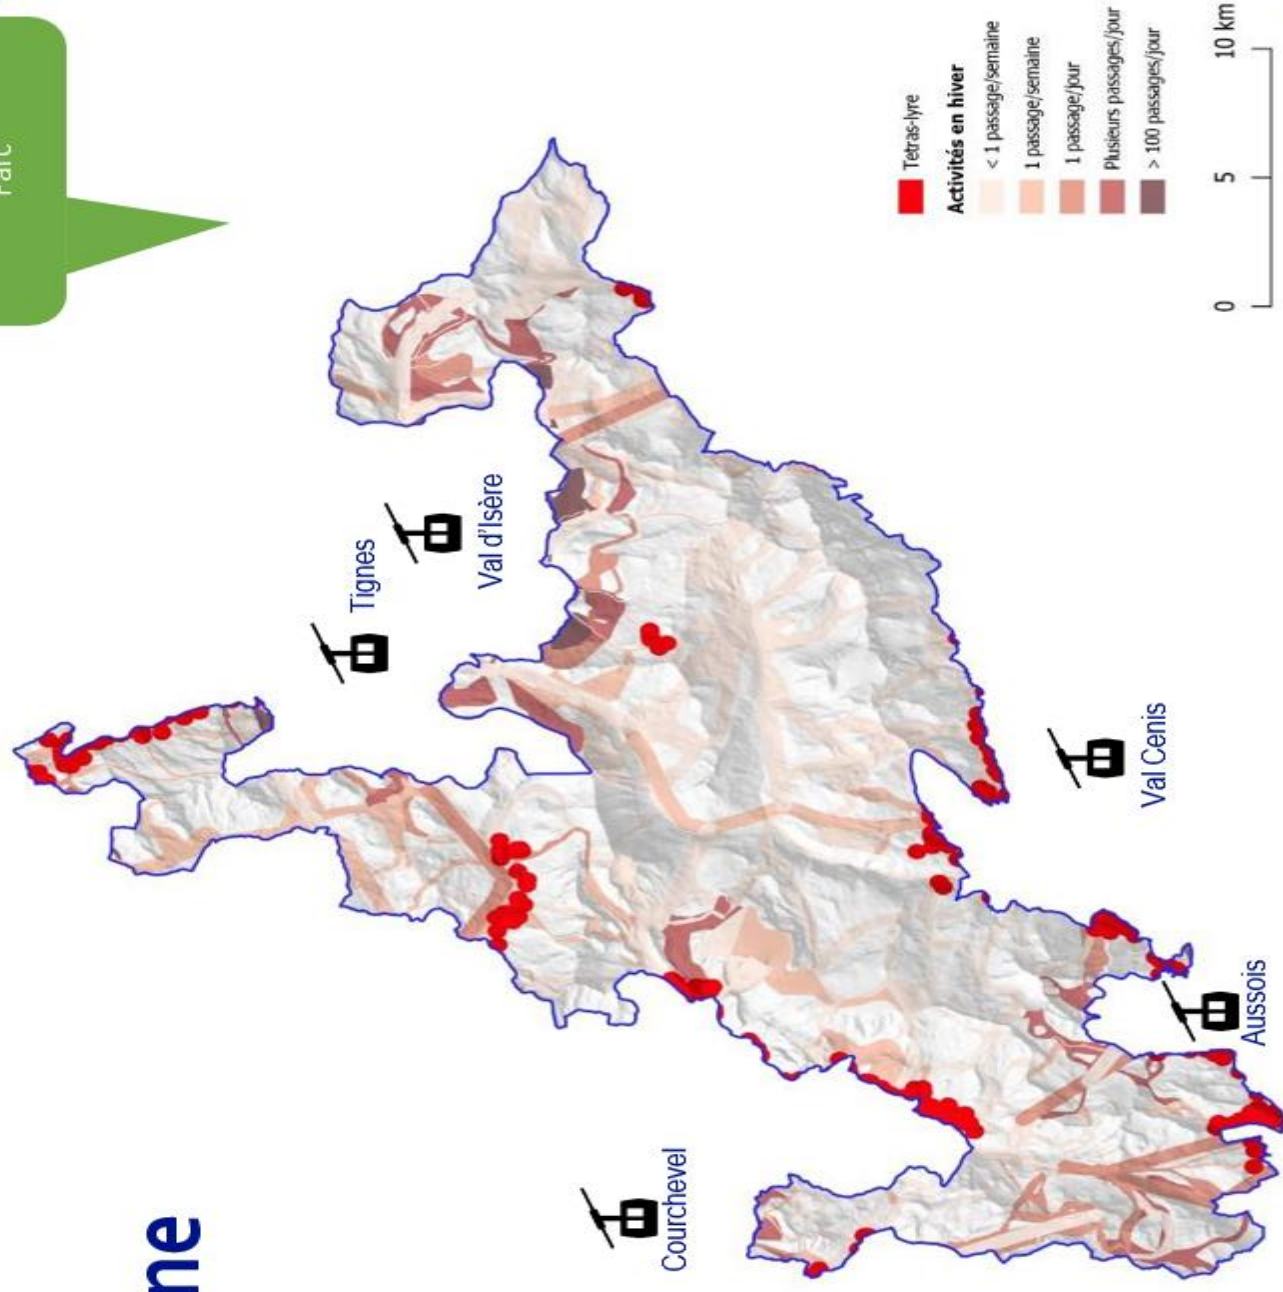 Parc
ne
Tignes
Val d'Isère
Courchevel
Val Cenis
Aussois
Tetras-lyre
Activités en hiver
< 1 passage/semaine
1 passage/semaine
1 passage/jour
Plusieurs passages/jour
> 100 passages/jour
0 5 10 km